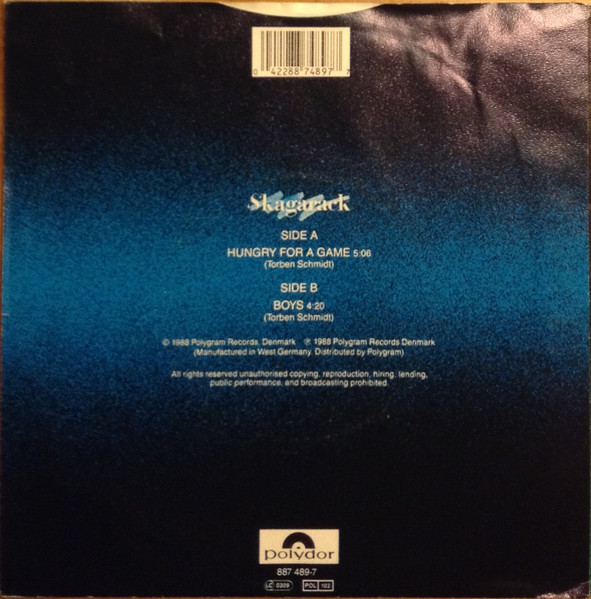 0 42288 74897 7
Skagarack
SIDE A
HUNGRY FOR A GAME 5:06
(Torben Schmidt)
SIDE B
BOYS 4:20
(Torben Schmidt)
© 1988 Polygram Records, Denmark ℗ 1988 Polygram Records Denmark
(Manufactured in West Germany. Distributed by Polygram)
All rights reserved unauthorised copying, reproduction, hiring, lending,
public performance, and broadcasting prohibited.
polydor
887 489-7
LC 0309 POL 102